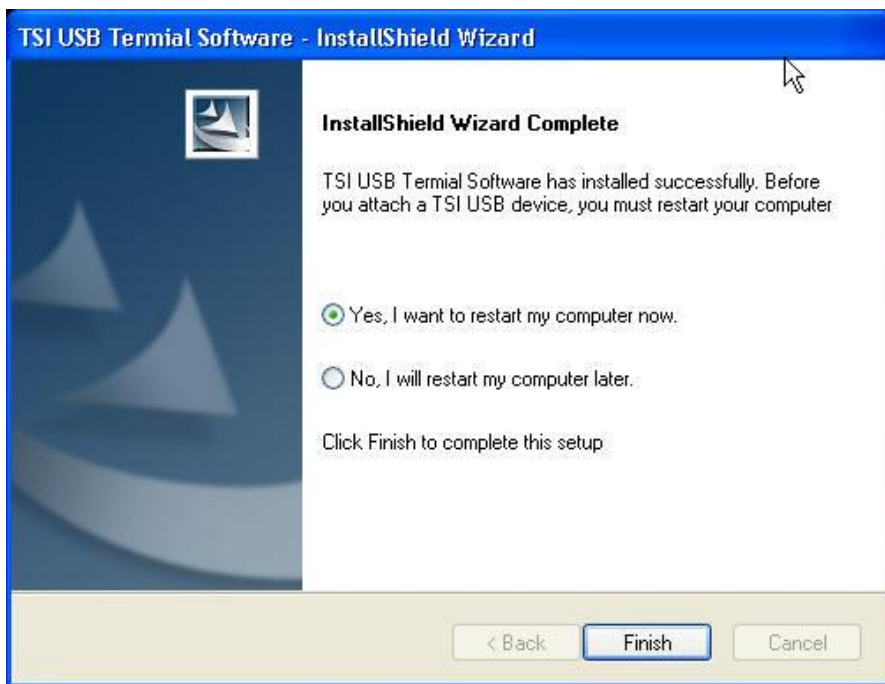 TSI USB Termial Software - InstallShield Wizard
InstallShield Wizard Complete
TSI USB Termial Software has installed successfully. Before
you attach a TSI USB device, you must restart your computer
Yes, I want to restart my computer now.
No, I will restart my computer later.
Click Finish to complete this setup
< Back
Finish
Cancel